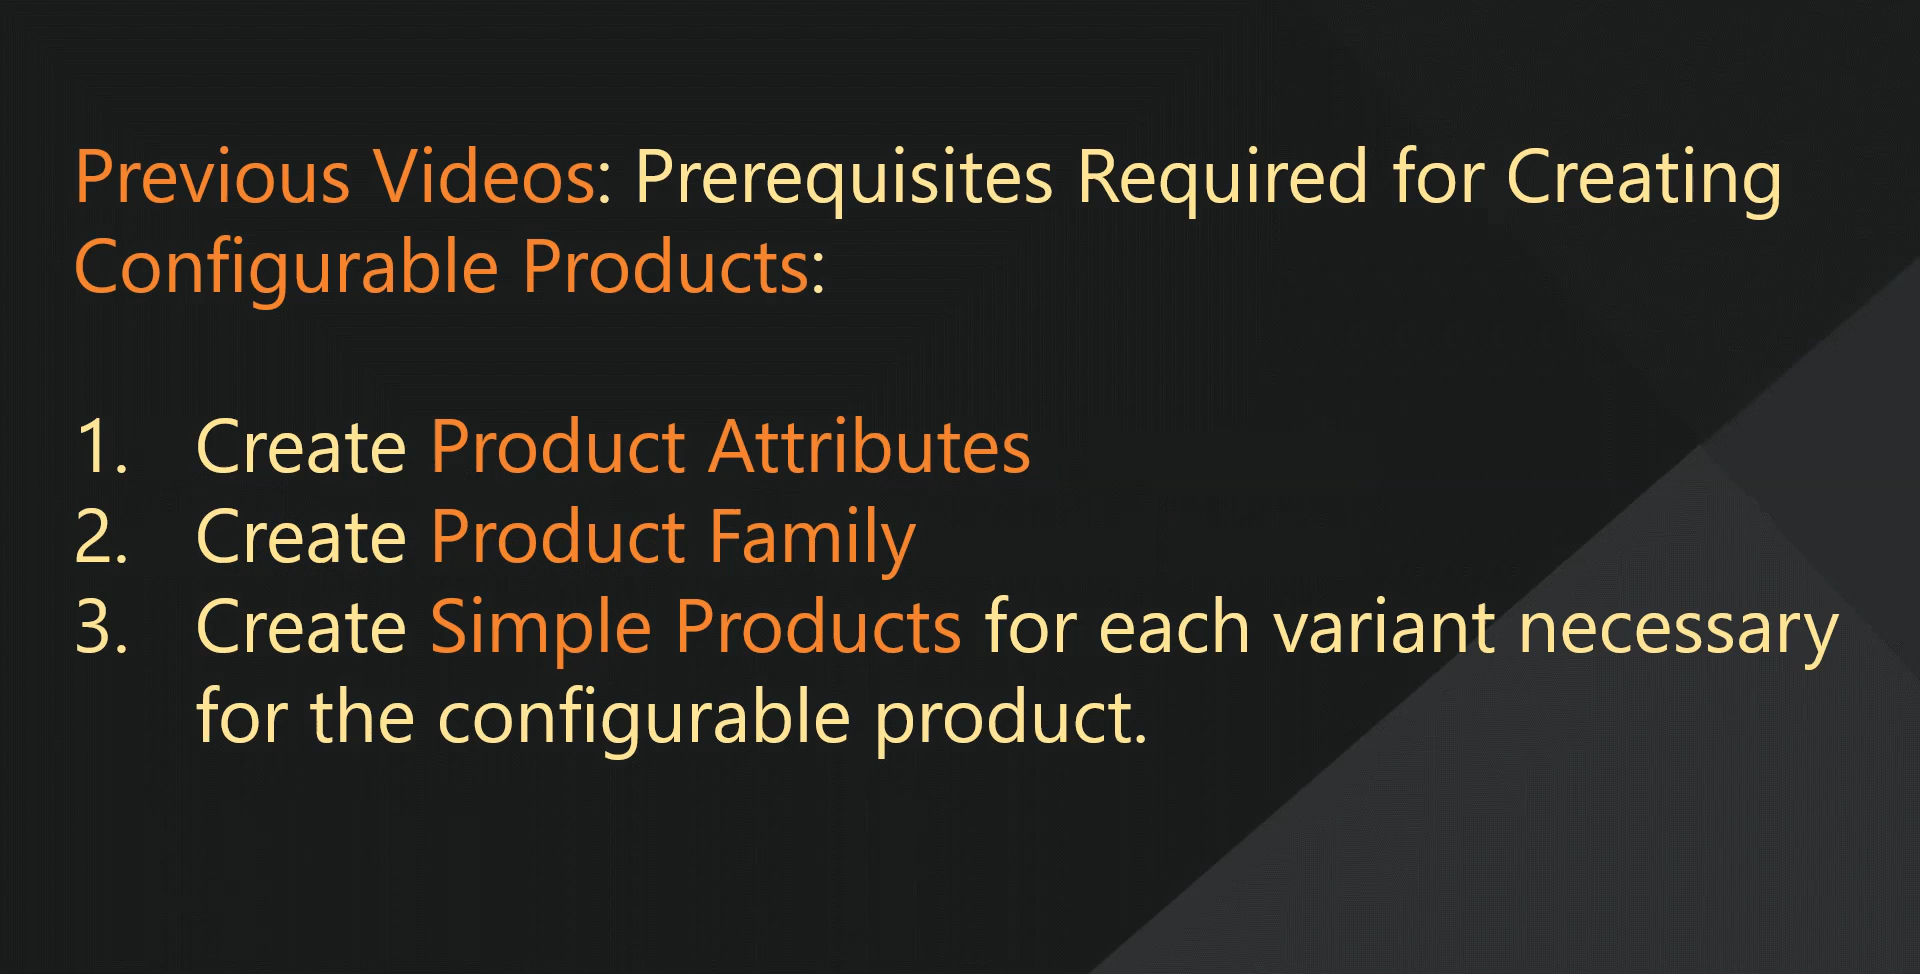 Previous Videos: Prerequisites Required for Creating
Configurable Products:
1. Create Product Attributes
2. Create Product Family
3. Create Simple Products for each variant necessary
for the configurable product.